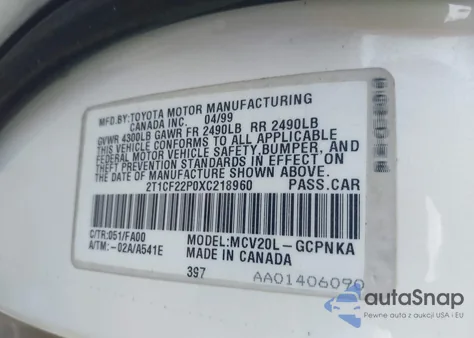 MFD.BY:TOYOTA MOTOR MANUFACTURING
CANADA INC. 04/99
GVWR 4300LB GAWR FR 2490LB RR 2490LB
THIS VEHICLE CONFORMS TO ALL APPLICABLE
FEDERAL MOTOR VEHICLE SAFETY,BUMPER, AND
THEFT PREVENTION STANDARDS IN EFFECT ON
THE DATE OF MANUFACTURE SHOWN ABOVE.
2T1CF22P0XC218960 PASS.CAR
C/TR:051/FA00 MODEL:MCV20L-GCPNKA
A/TM:-02A/A541E MADE IN CANADA
397 AA01406090
autoSnap
Pewne auta z aukcji USA i EU